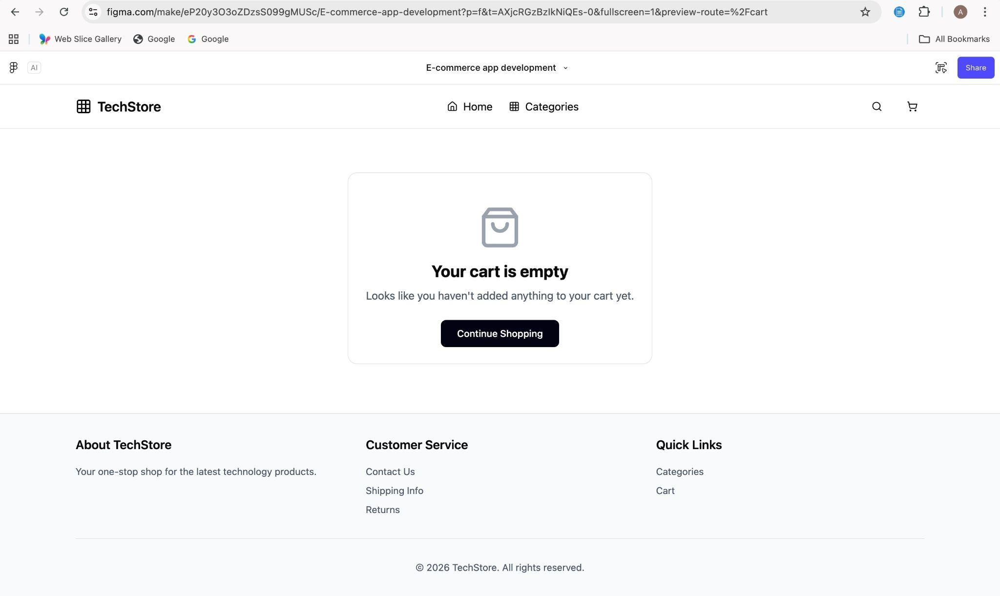 figma.com/make/eP20y3O3oZDzsS099gMUSc/E-commerce-app-development?p=f&t=AXjcRGzBzIkNiQEs-0&fullscreen=1&preview-route=%2Fcart
A
Web Slice Gallery
Google
Google
All Bookmarks
AI
E-commerce app development
Share
TechStore
Home
Categories
Your cart is empty
Looks like you haven't added anything to your cart yet.
Continue Shopping
About TechStore
Your one-stop shop for the latest technology products.
Customer Service
Contact Us
Shipping Info
Returns
Quick Links
Categories
Cart
© 2026 TechStore. All rights reserved.